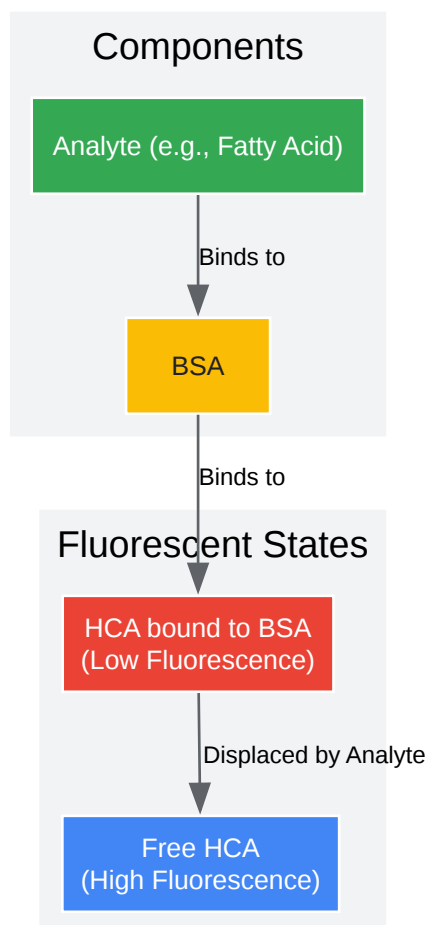 Components
Analyte (e.g., Fatty Acid)
Binds to
BSA
Binds to
Fluorescent States
HCA bound to BSA
(Low Fluorescence)
Displaced by Analyte
Free HCA
(High Fluorescence)